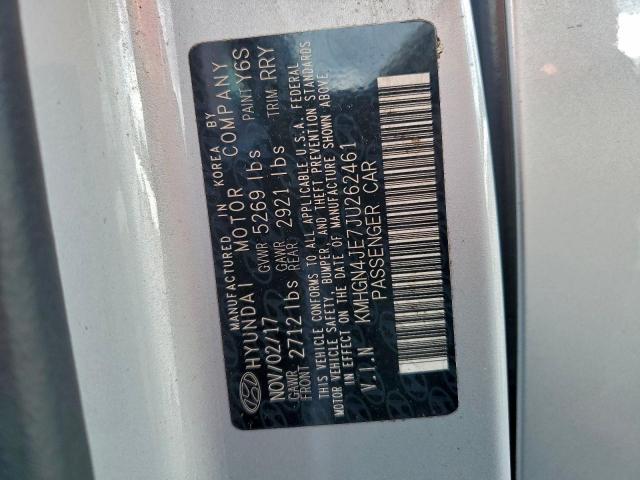 MANUFACTURED IN KOREA BY
HYUNDAI MOTOR COMPANY
NOV/02/17 GVWR 5269 lbs PAINT Y6S
GAWR FRONT 2712 lbs GAWR REAR 2921 lbs TRIM RRY
THIS VEHICLE CONFORMS TO ALL APPLICABLE U.S.A. FEDERAL
MOTOR VEHICLE SAFETY, BUMPER, AND THEFT PREVENTION STANDARDS
IN EFFECT ON THE DATE OF MANUFACTURE SHOWN ABOVE.
V.I.N KMHGN4JE7JU262461
PASSENGER CAR